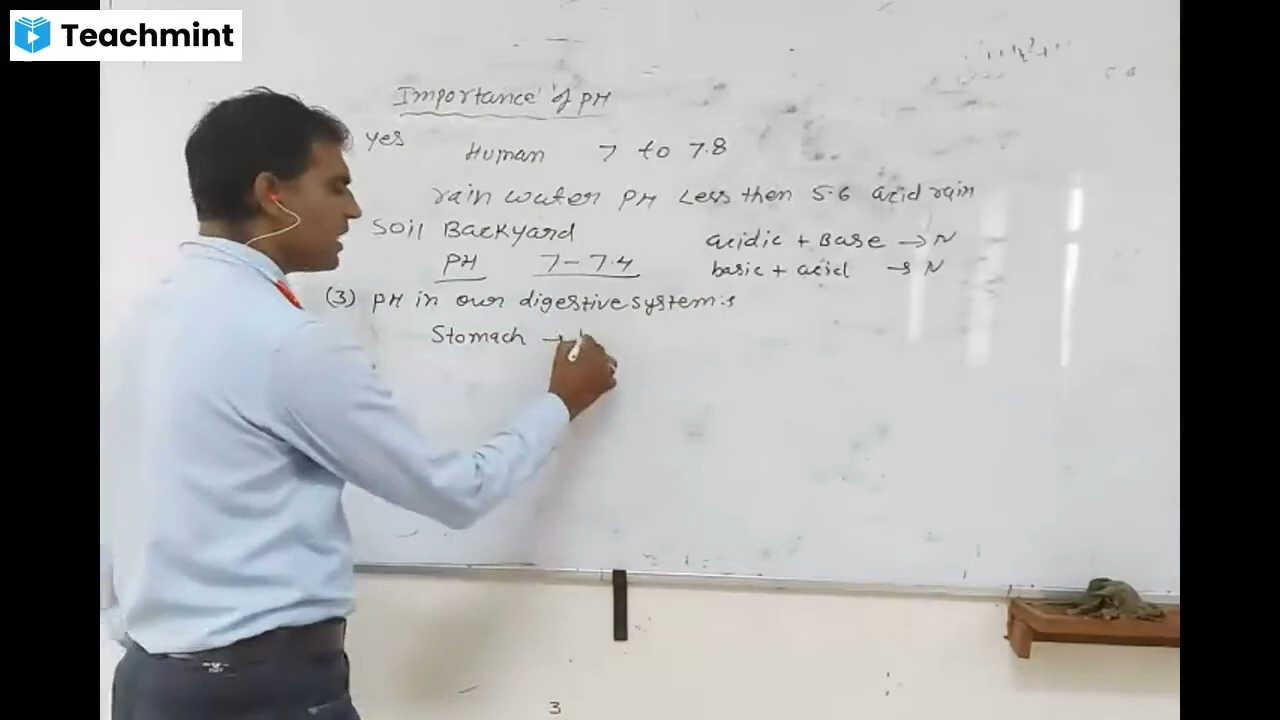 Teachmint
Importance of PH
yes
Human 7 to 7.8
rain water PH Less then 5.6 acid rain
Soil Backyard
acidic + Base → N
PH 7 - 7.4
basic + acid → N
(3) PH in our digestive system:s
Stomach →
3